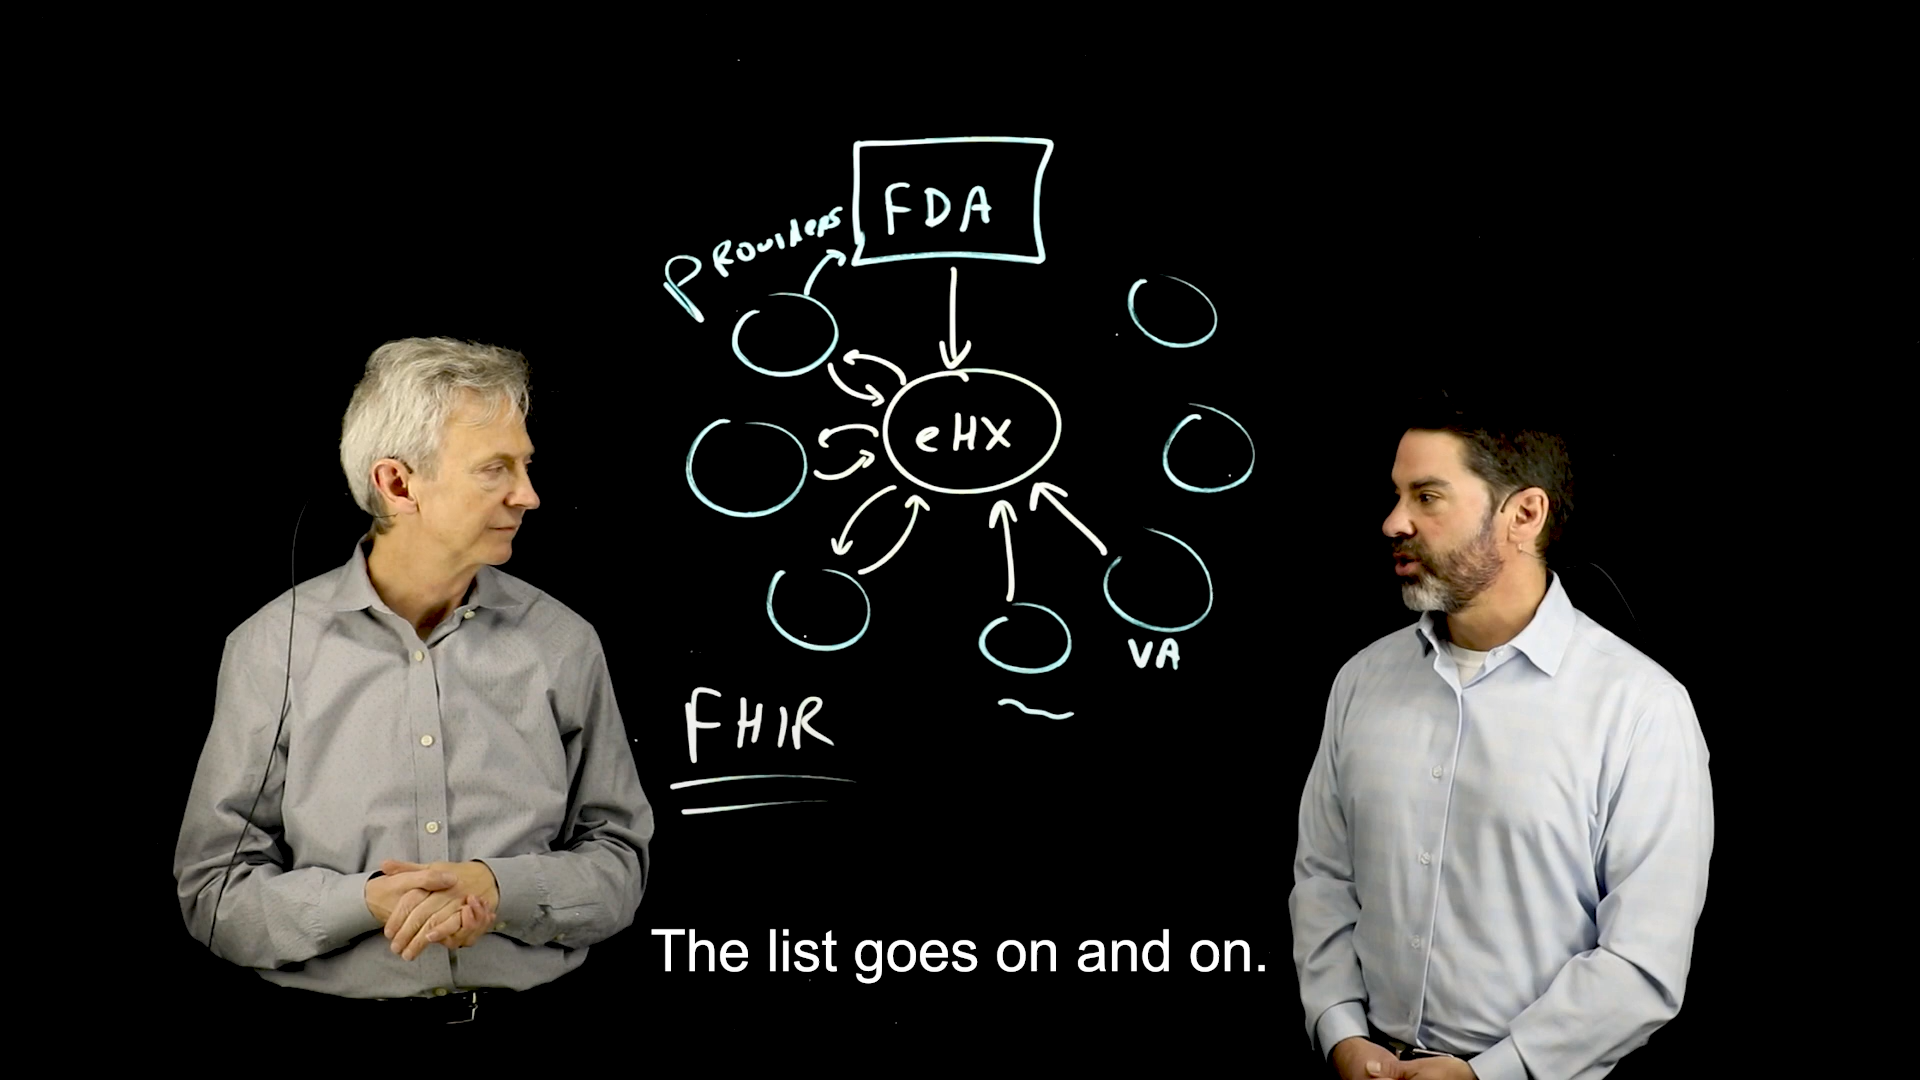 FDA
PROVIDERS
eHX
VA
FHIR
The list goes on and on.